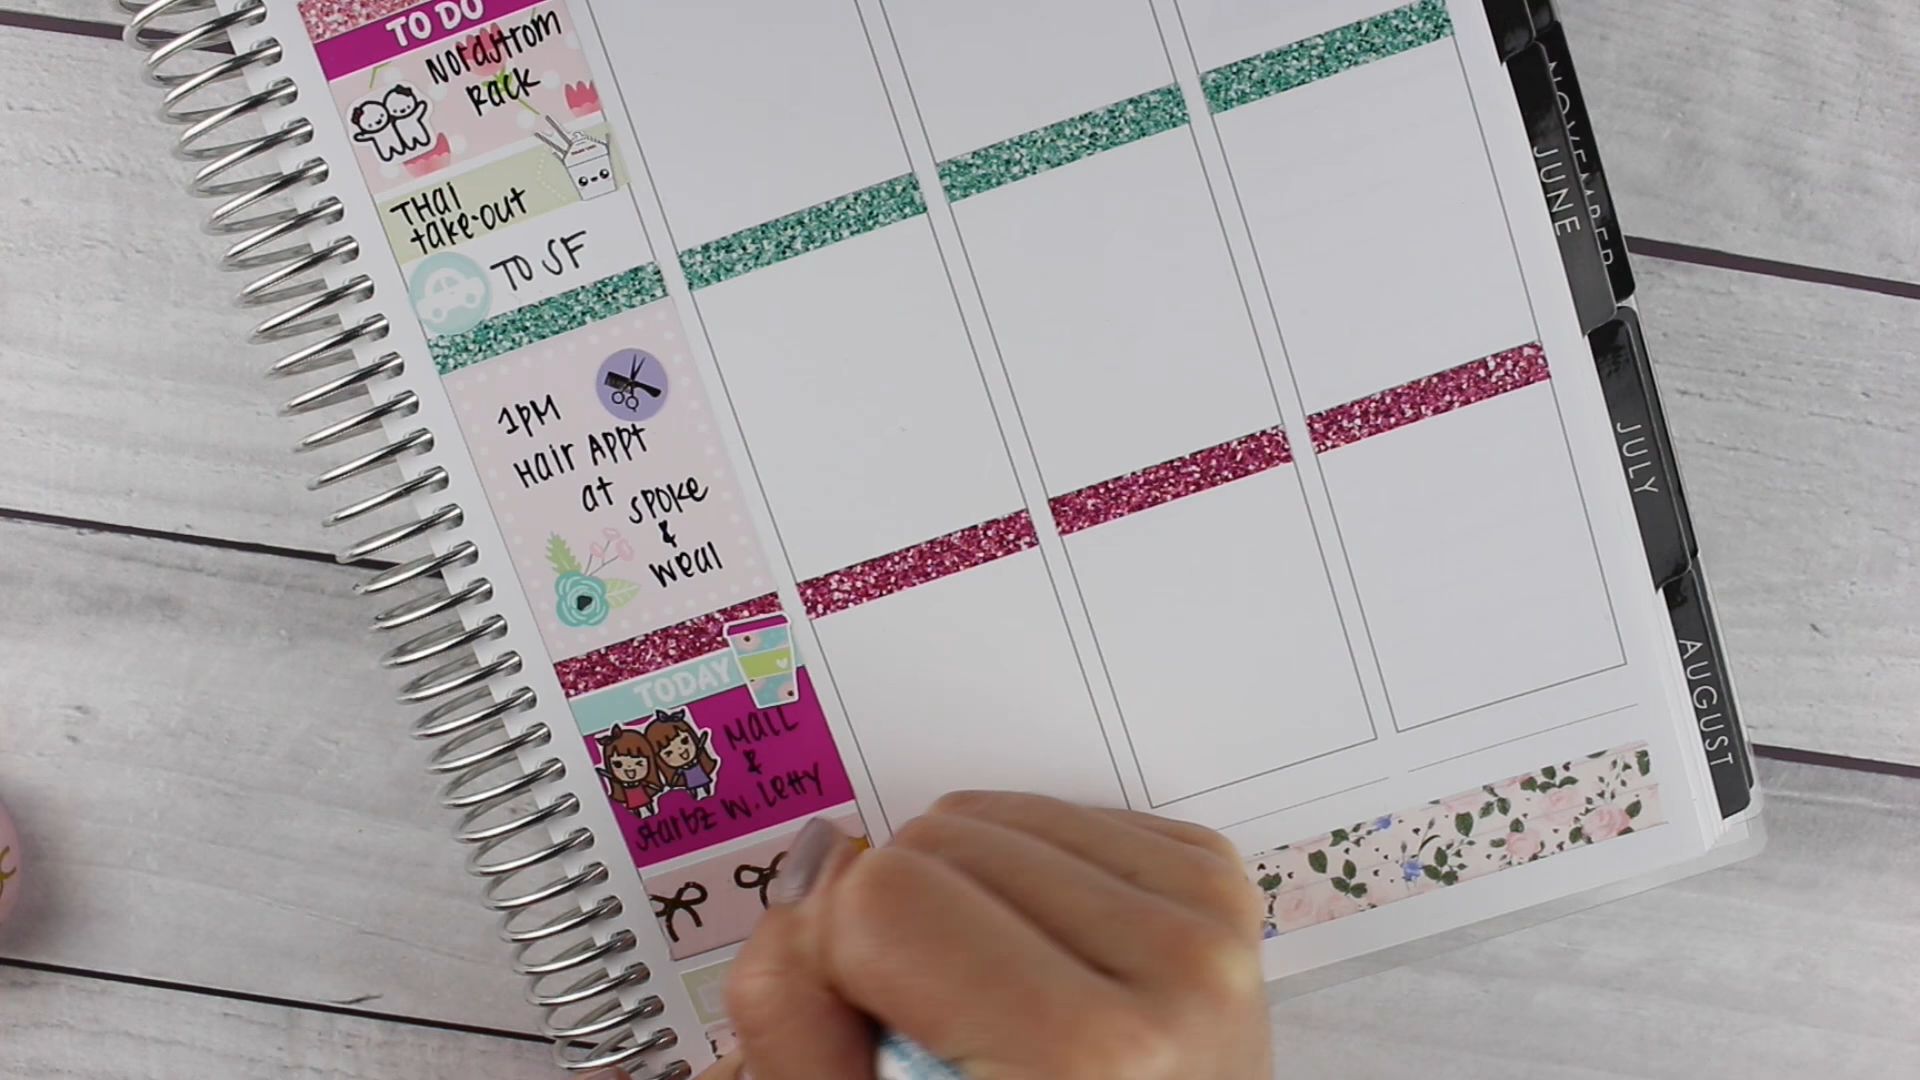 TO DO
Nordstrom
Rack
THai
take-out
TO SF
1PM
Hair Appt
at
SPOKE
&
Weal
TODAY
Mall
&
Starbz W. Letty
NOVEMBER
JUNE
JULY
AUGUST